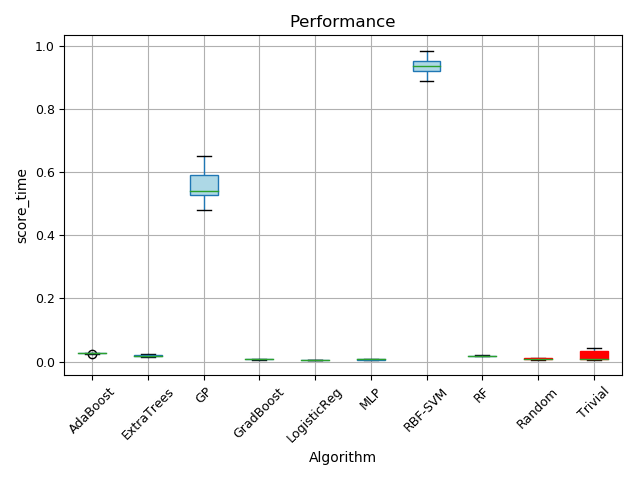 Performance
score_time
1.0
0.8
0.6
0.4
0.2
0.0
AdaBoost
ExtraTrees
GP
GradBoost
LogisticReg
MLP
RBF-SVM
RF
Random
Trivial
Algorithm